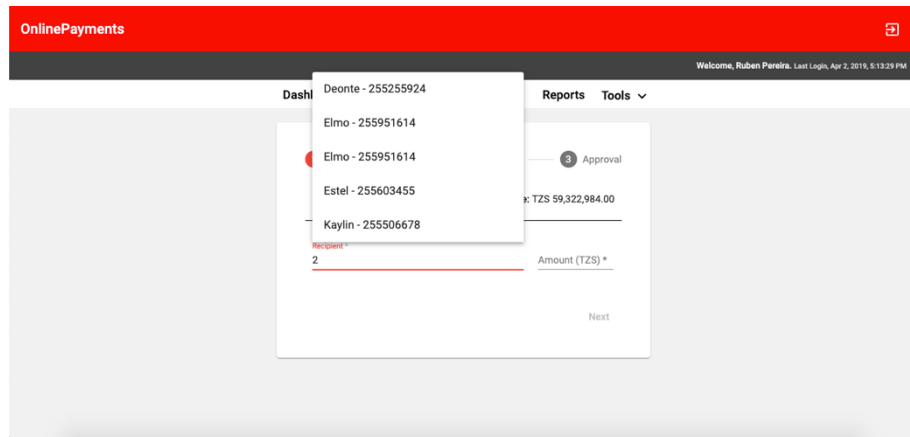 OnlinePayments
Welcome, Ruben Pereira. Last Login, Apr 2, 2019, 5:13:29 PM
Reports Tools
Deonte - 255255924
Elmo - 255951614
Elmo - 255951614
3 Approval
Estel - 255603455
TZS 59,322,984.00
Kaylin - 255506678
Recipient *
2
Amount (TZS) *
Next